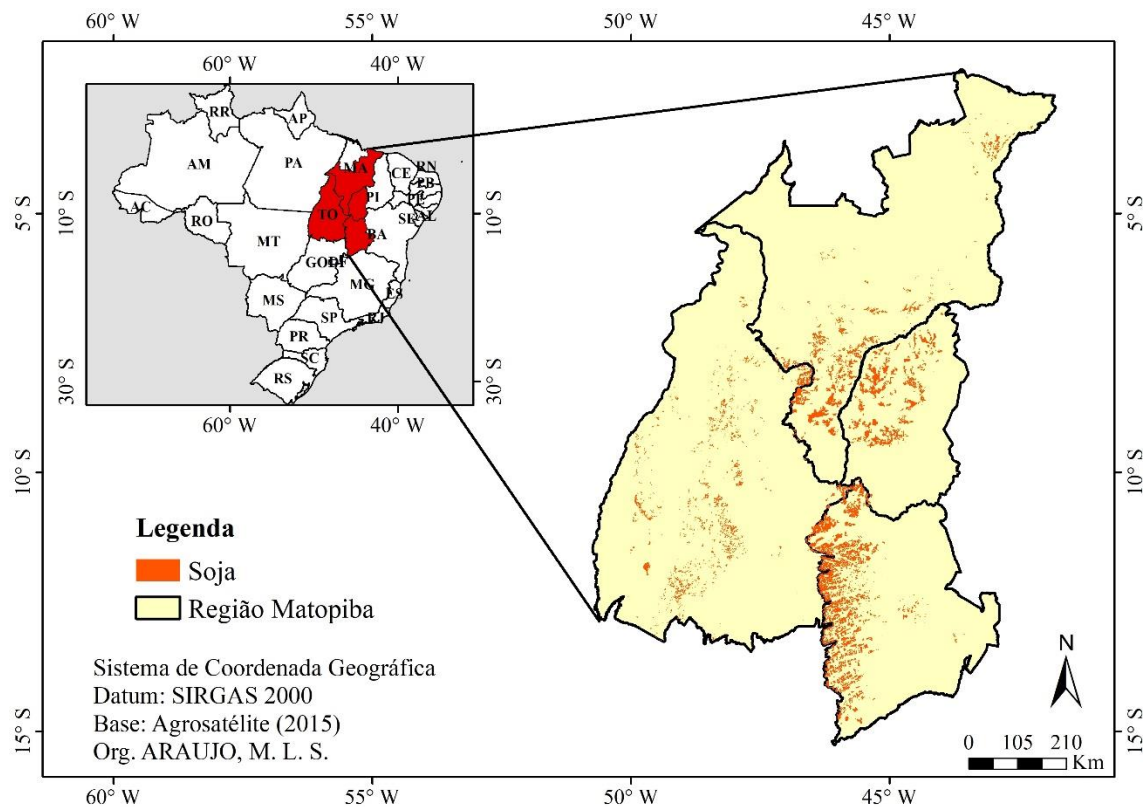 60° W 55° W 50° W 45° W
60° W 40° W
RR
AP
AM
PA
MA
CE
RN
PB
PE
AL
SE
PI
AC
RO
TO
BA
MT
GO
DF
MG
ES
MS
SP
RJ
PR
SC
RS
10° S
30° S
60° W 40° W
5° S
10° S
15° S
5° S
10° S
15° S
Legenda
Soja
Região Matopiba
Sistema de Coordenada Geográfica
Datum: SIRGAS 2000
Base: Agrosatélite (2015)
Org. ARAUJO, M. L. S.
N
0 105 210
Km
60° W 55° W 50° W 45° W